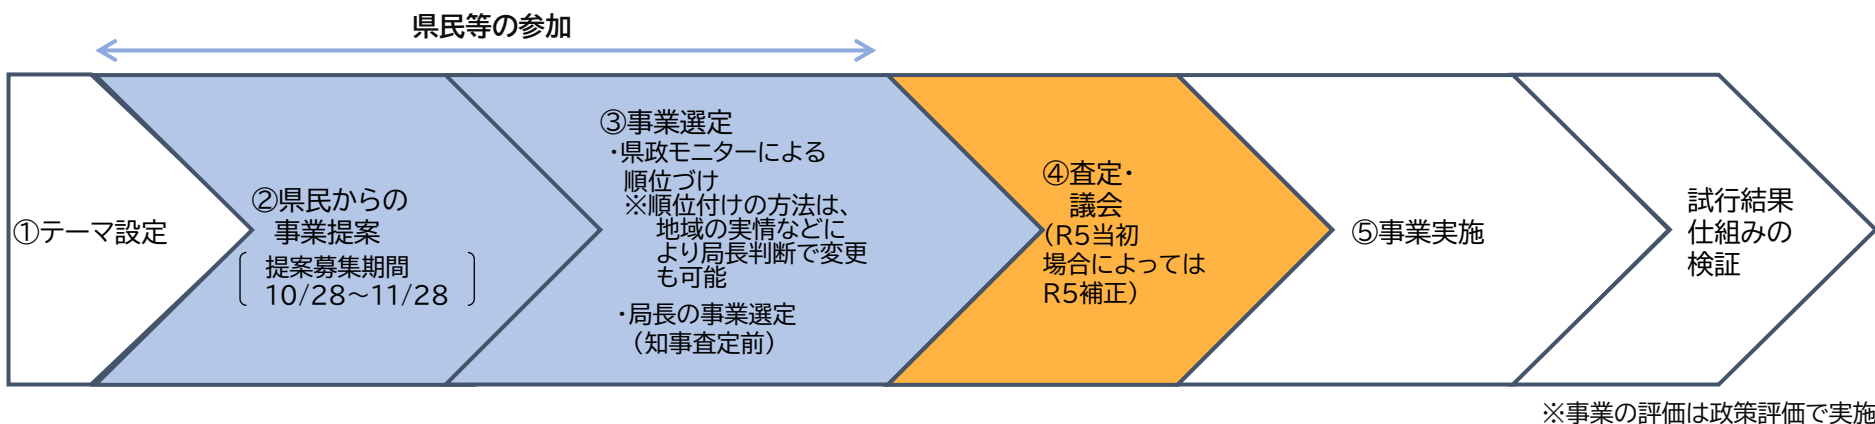 県民等の参加
①テーマ設定
②県民からの
事業提案
提案募集期間
10/28～11/28
③事業選定
・県政モニターによる
順位づけ
※順位付けの方法は、
地域の実情などに
より局長判断で変更
も可能
・局長の事業選定
（知事査定前）
④査定・
議会
（R5当初
場合によっては
R5補正）
⑤事業実施
試行結果
仕組みの
検証
※事業の評価は政策評価で実施